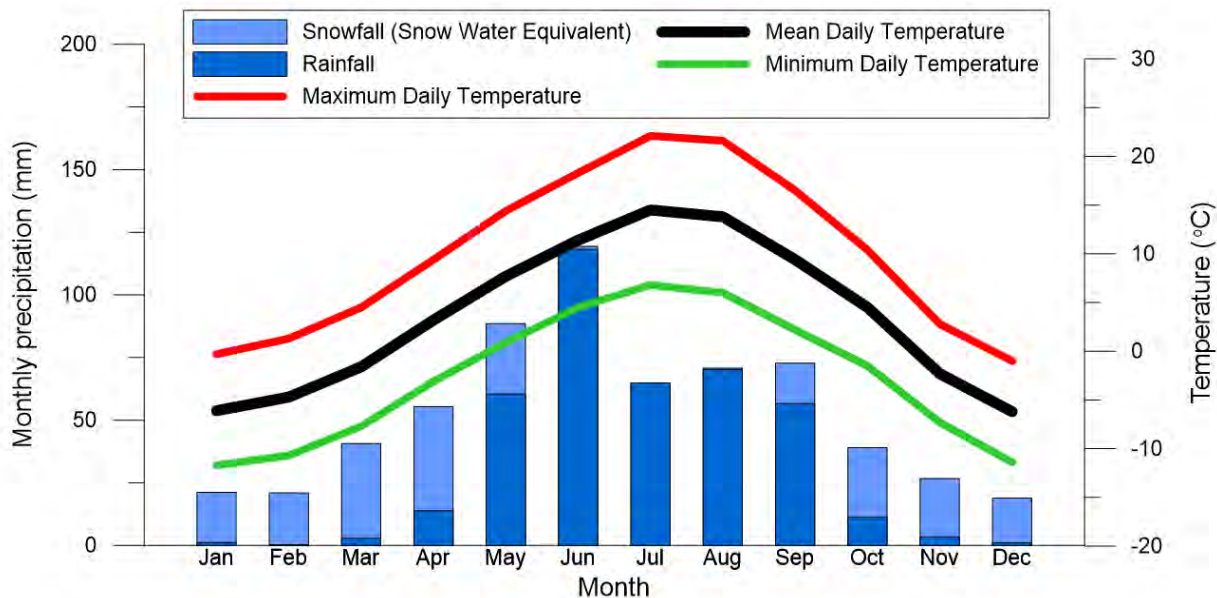 Snowfall (Snow Water Equivalent)
Rainfall
Maximum Daily Temperature
Mean Daily Temperature
Minimum Daily Temperature
Monthly precipitation (mm)
200
150
100
50
0
Temperature (°C)
30
20
10
0
-10
-20
Jan Feb Mar Apr May Jun Jul Aug Sep Oct Nov Dec
Month